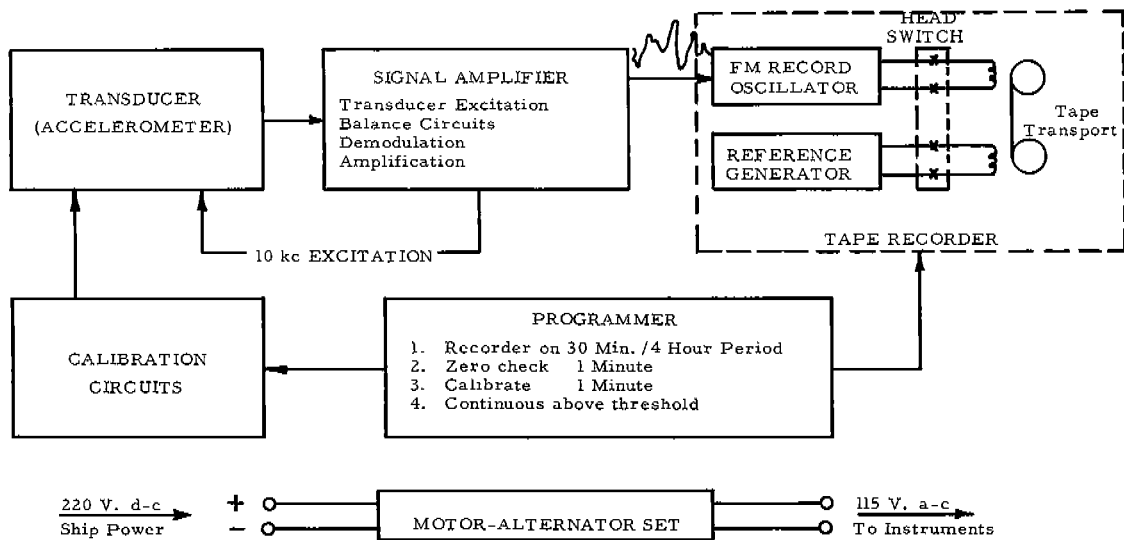 TRANSDUCER
(ACCELEROMETER)
SIGNAL AMPLIFIER
Transducer Excitation
Balance Circuits
Demodulation
Amplification
HEAD
SWITCH
FM RECORD
OSCILLATOR
REFERENCE
GENERATOR
Tape
Transport
TAPE RECORDER
10 kc EXCITATION
CALIBRATION
CIRCUITS
PROGRAMMER
1. Recorder on 30 Min. /4 Hour Period
2. Zero check 1 Minute
3. Calibrate 1 Minute
4. Continuous above threshold
220 V. d-c
Ship Power
+
−
MOTOR-ALTERNATOR SET
115 V. a-c
To Instruments